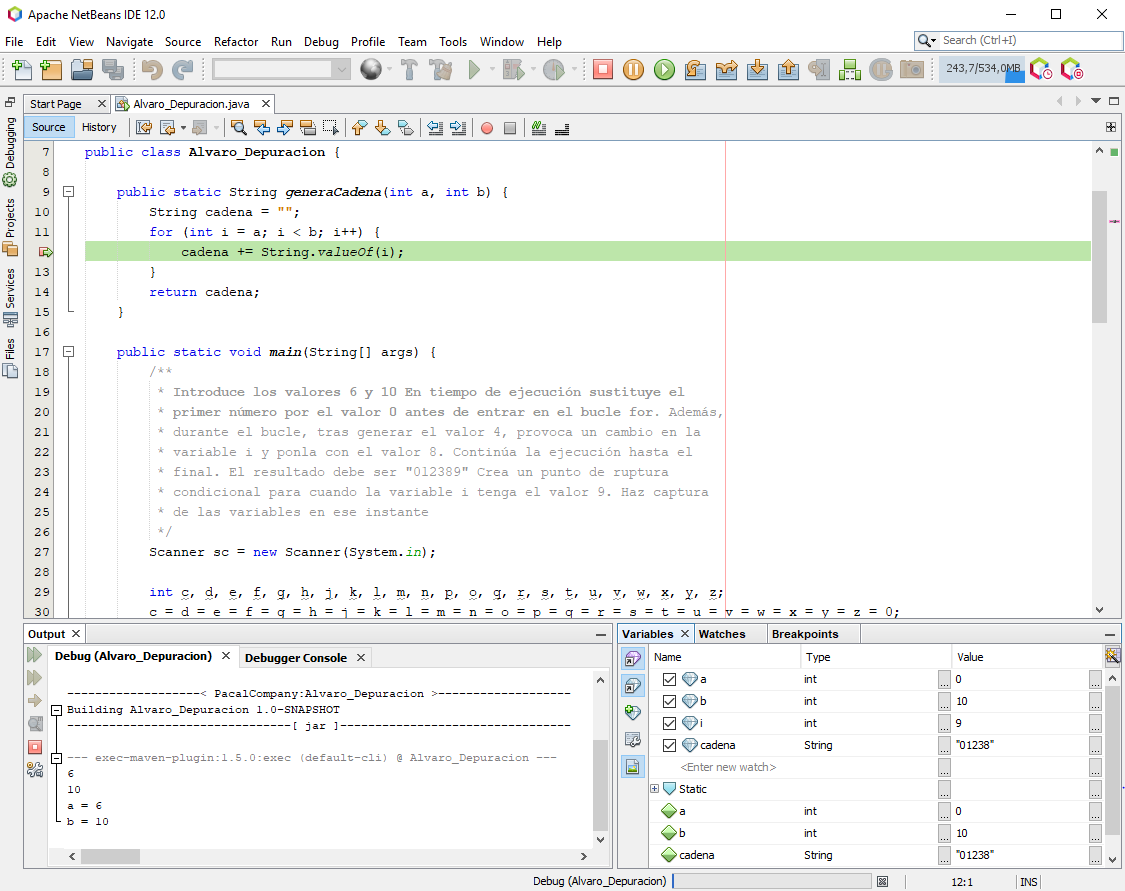 Apache NetBeans IDE 12.0
File Edit View Navigate Source Refactor Run Debug Profile Team Tools Window Help
Search (Ctrl+I)
243,7/534,0MB
Start Page Alvaro_Depuracion.java
Source History
Debugging
Projects
Services
Files
7 public class Alvaro_Depuracion {
8
9 public static String generaCadena(int a, int b) {
10 String cadena = "";
11 for (int i = a; i < b; i++) {
cadena += String.valueOf(i);
13 }
14 return cadena;
15 }
16
17 public static void main(String[] args) {
18 /**
19 * Introduce los valores 6 y 10 En tiempo de ejecución sustituye el
20 * primer número por el valor 0 antes de entrar en el bucle for. Además,
21 * durante el bucle, tras generar el valor 4, provoca un cambio en la
22 * variable i y ponla con el valor 8. Continúa la ejecución hasta el
23 * final. El resultado debe ser "012389" Crea un punto de ruptura
24 * condicional para cuando la variable i tenga el valor 9. Haz captura
25 * de las variables en ese instante
26 */
27 Scanner sc = new Scanner(System.in);
28
29 int c, d, e, f, g, h, j, k, l, m, n, p, o, q, r, s, t, u, v, w, x, y, z;
30 c = d = e = f = g = h = j = k = l = m = n = o = p = q = r = s = t = u = v = w = x = y = z = 0;
Output
Debug (Alvaro_Depuracion) Debugger Console
--------------------< PacalCompany:Alvaro_Depuracion >--------------------
Building Alvaro_Depuracion 1.0-SNAPSHOT
----------------------------------[ jar ]-----------------------------------
--- exec-maven-plugin:1.5.0:exec (default-cli) @ Alvaro_Depuracion ---
6
10
a = 6
b = 10
Variables Watches Breakpoints
Name Type Value
a int ... 0 ...
b int ... 10 ...
i int ... 9 ...
cadena String ... "01238" ...
<Enter new watch> ... ...
Static ... ...
a int ... 0 ...
b int ... 10 ...
cadena String ... "01238" ...
Debug (Alvaro_Depuracion) 12:1 INS